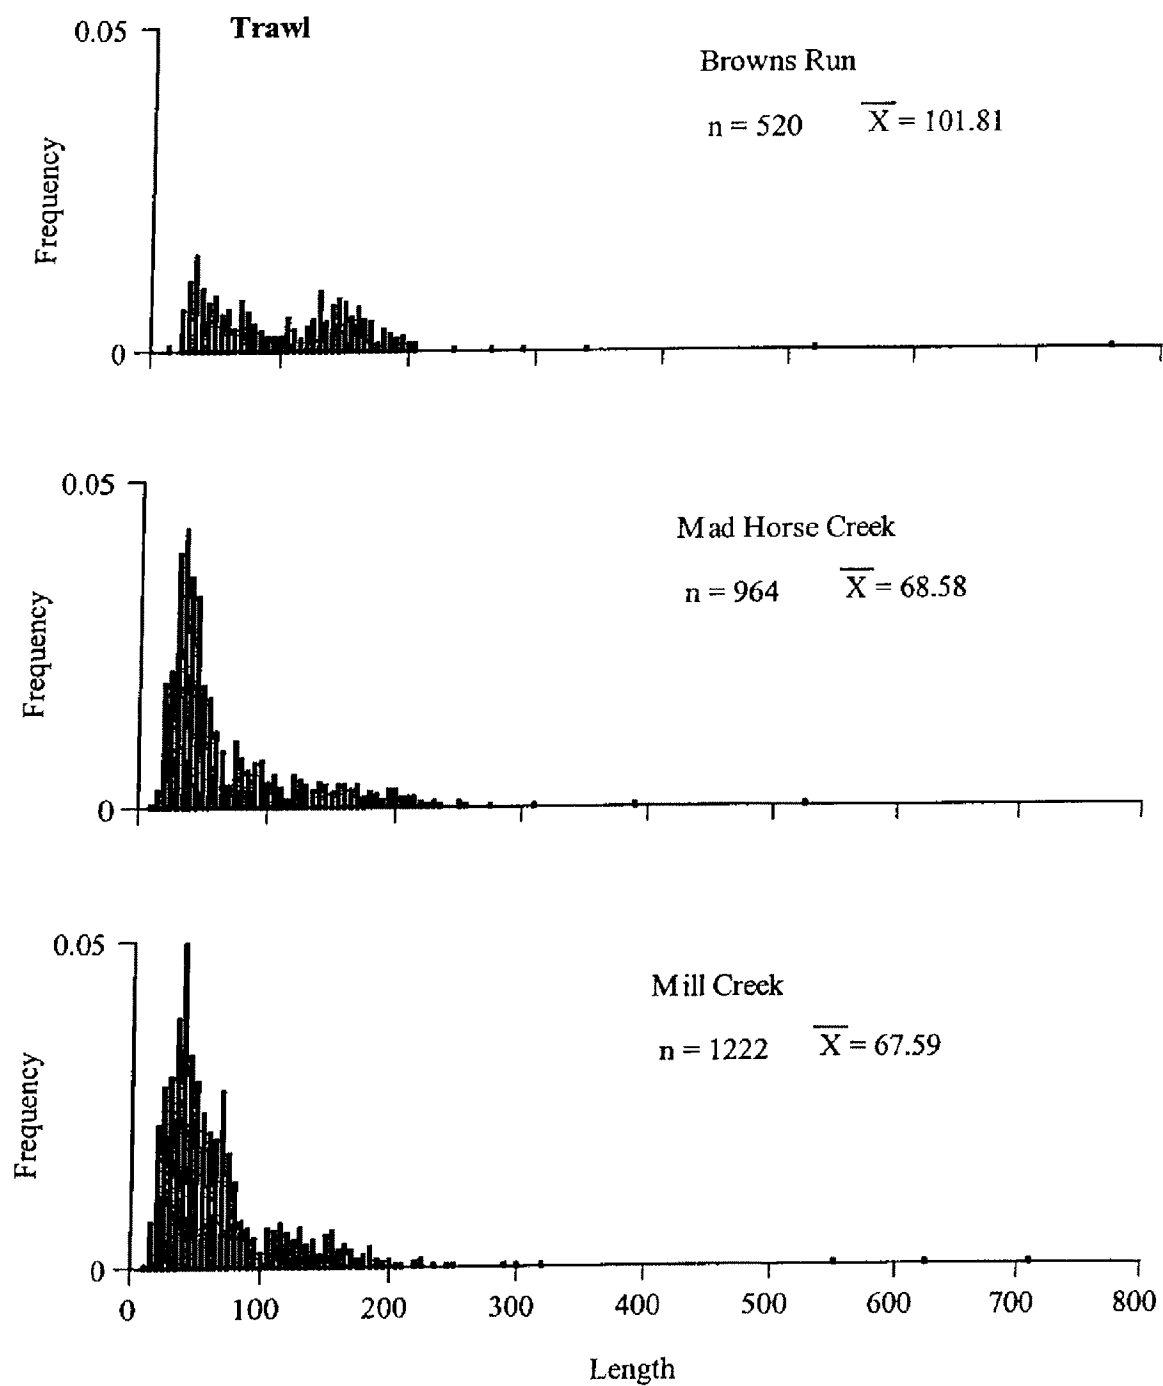 Trawl
0.05
Browns Run
n = 520 X = 101.81
Frequency
0
0.05
Mad Horse Creek
n = 964 X = 68.58
Frequency
0
0.05
Mill Creek
n = 1222 X = 67.59
Frequency
0
0 100 200 300 400 500 600 700 800
Length